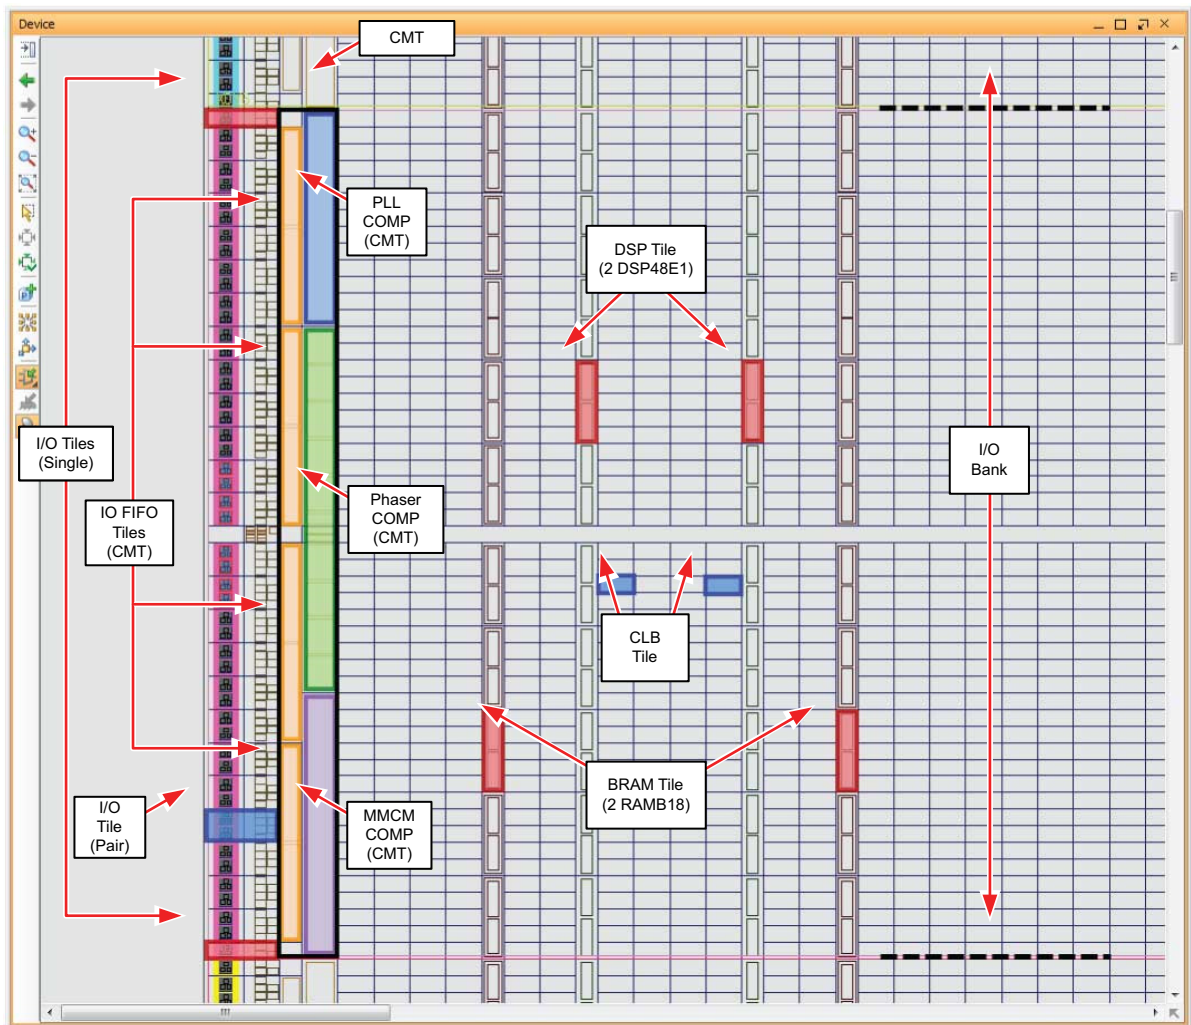 Device
CMT
PLL
COMP
(CMT)
DSP Tile
(2 DSP48E1)
I/O Tiles
(Single)
I/O
Bank
IO FIFO
Tiles
(CMT)
Phaser
COMP
(CMT)
CLB
Tile
BRAM Tile
(2 RAMB18)
I/O
Tile
(Pair)
MMCM
COMP
(CMT)